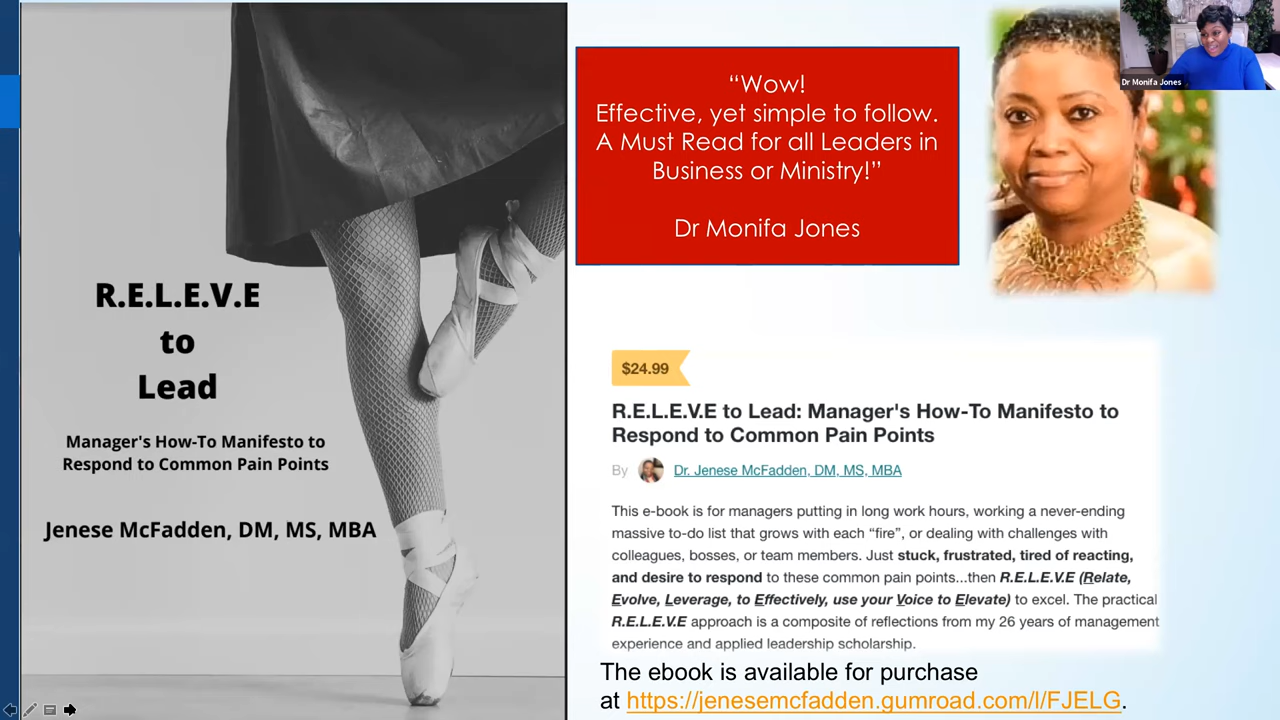 R.E.L.E.V.E
to
Lead
Manager's How-To Manifesto to
Respond to Common Pain Points
Jenese McFadden, DM, MS, MBA
“Wow!
Effective, yet simple to follow.
A Must Read for all Leaders in
Business or Ministry!”
Dr Monifa Jones
Dr Monifa Jones
$24.99
R.E.L.E.V.E to Lead: Manager's How-To Manifesto to
Respond to Common Pain Points
By Dr. Jenese McFadden, DM, MS, MBA
This e-book is for managers putting in long work hours, working a never-ending
massive to-do list that grows with each “fire”, or dealing with challenges with
colleagues, bosses, or team members. Just stuck, frustrated, tired of reacting,
and desire to respond to these common pain points...then R.E.L.E.V.E (Relate,
Evolve, Leverage, to Effectively, use your Voice to Elevate) to excel. The practical
R.E.L.E.V.E approach is a composite of reflections from my 26 years of management
experience and applied leadership scholarship.
The ebook is available for purchase
at https://jenesemcfadden.gumroad.com/l/FJELG.